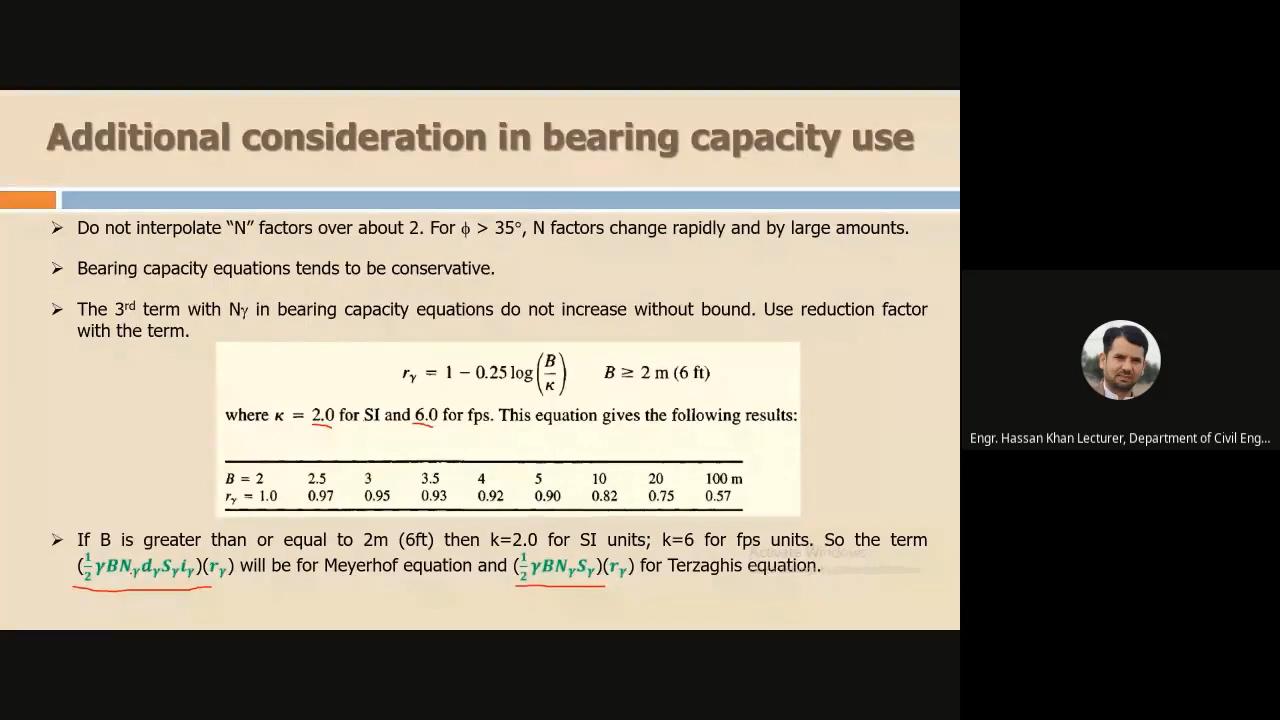 Additional consideration in bearing capacity use
➢ Do not interpolate “N” factors over about 2. For ϕ > 35°, N factors change rapidly and by large amounts.
➢ Bearing capacity equations tends to be conservative.
➢ The 3rd term with Nγ in bearing capacity equations do not increase without bound. Use reduction factor
with the term.
rγ = 1 − 0.25 log(B/κ) B ≥ 2 m (6 ft)
where κ = 2.0 for SI and 6.0 for fps. This equation gives the following results:
B = 2 2.5 3 3.5 4 5 10 20 100 m
rγ = 1.0 0.97 0.95 0.93 0.92 0.90 0.82 0.75 0.57
➢ If B is greater than or equal to 2m (6ft) then k=2.0 for SI units; k=6 for fps units. So the term
(½γBNγdγSγiγ)(rγ) will be for Meyerhof equation and (½γBNγSγ)(rγ) for Terzaghis equation.
Activate Windows
Engr. Hassan Khan Lecturer, Department of Civil Eng...